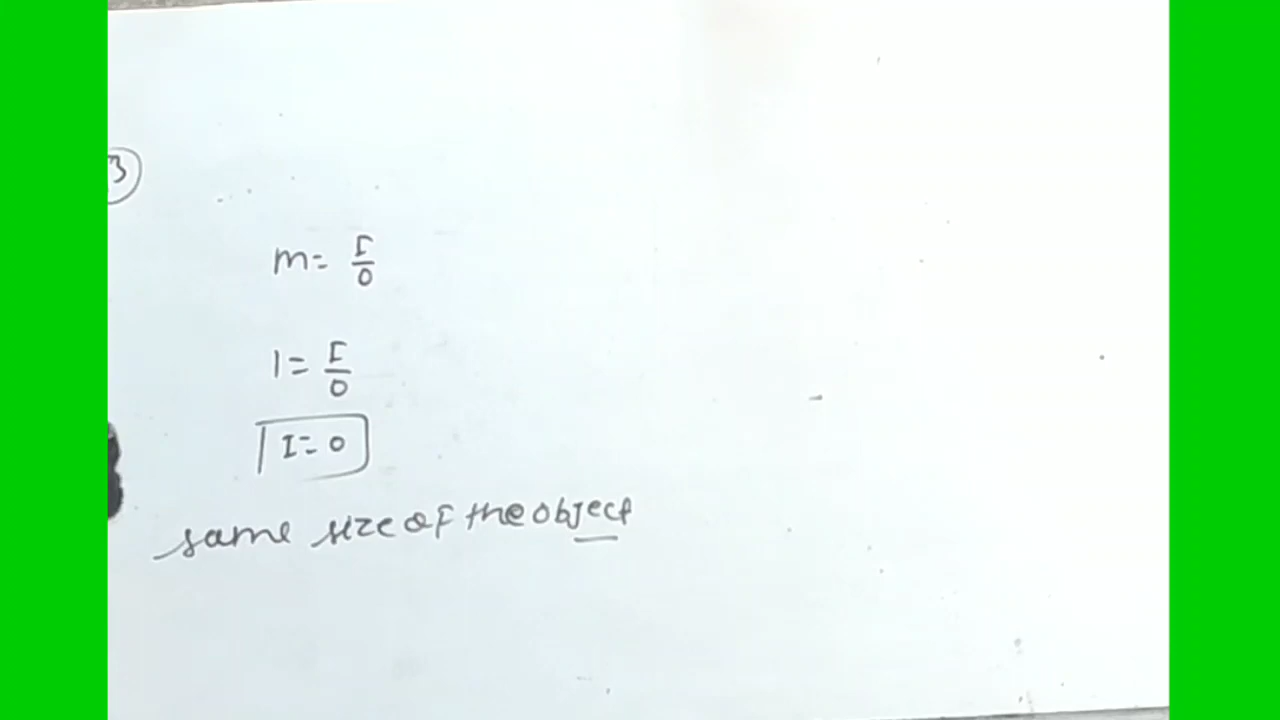 3
m= I/O
1= I/O
I= O
same size of the object